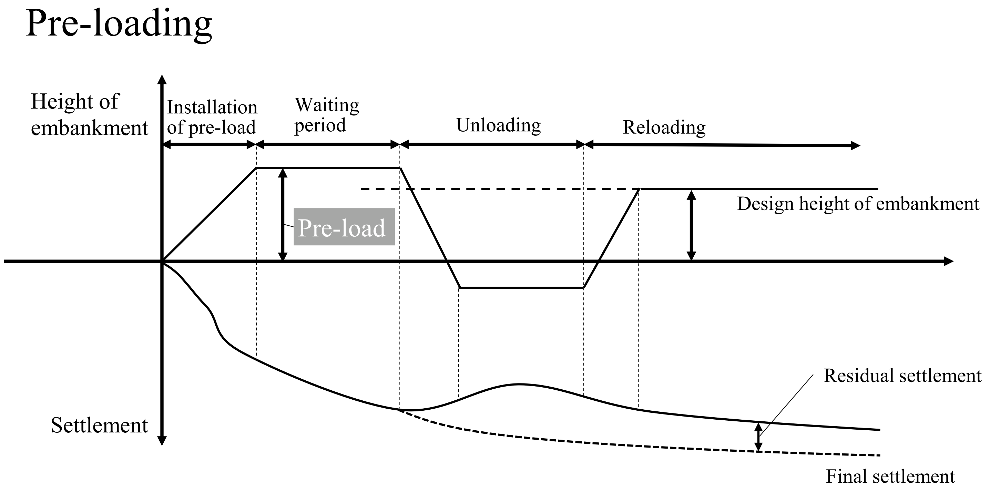 Pre-loading
Height of
embankment
Installation
of pre-load
Waiting
period
Unloading
Reloading
Pre-load
Design height of embankment
Residual settlement
Settlement
Final settlement